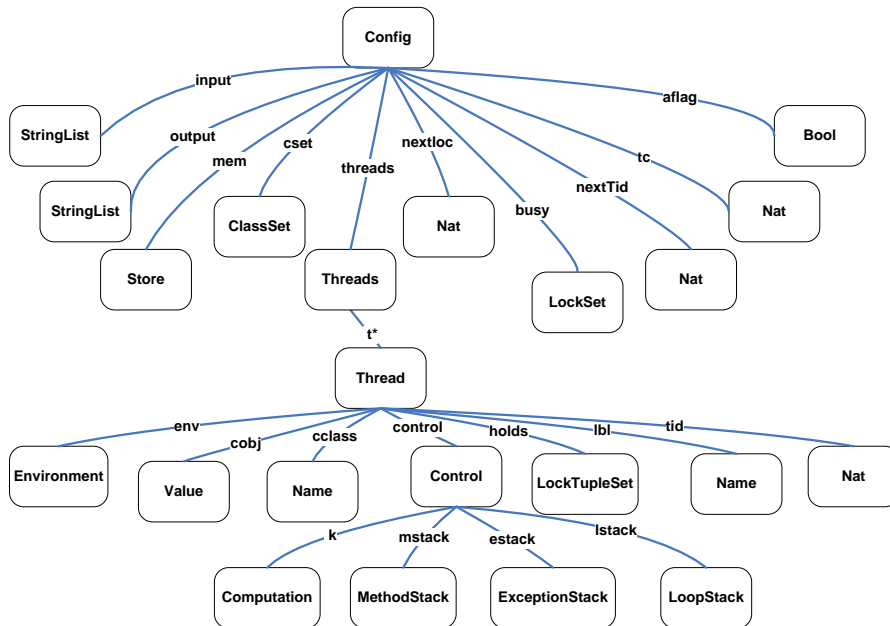 Config
input
aflag
StringList
output
cset
nextloc
tc
Bool
mem
threads
nextTid
StringList
ClassSet
Nat
busy
Nat
Store
Threads
LockSet
Nat
t*
Thread
env
cobj
cclass
control
holds
lbl
tid
Environment
Value
Name
Control
LockTupleSet
Name
Nat
k
mstack
estack
lstack
Computation
MethodStack
ExceptionStack
LoopStack